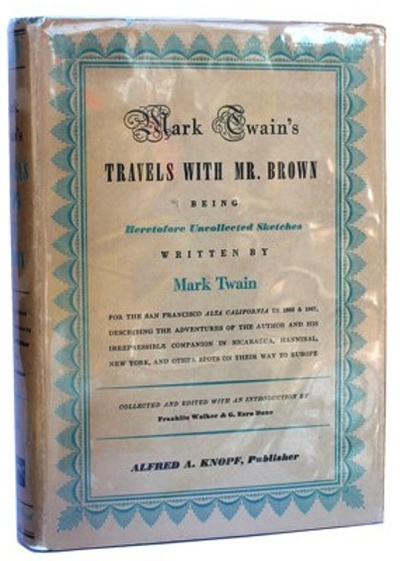 Mark Twain's
TRAVELS WITH MR. BROWN
BEING
Heretofore Uncollected Sketches
WRITTEN BY
Mark Twain
FOR THE SAN FRANCISCO ALTA CALIFORNIA IN 1866 & 1867,
DESCRIBING THE ADVENTURES OF THE AUTHOR AND HIS
IRREPRESSIBLE COMPANION IN NICARAGUA, HANNIBAL,
NEW YORK, AND OTHER SPOTS ON THEIR WAY TO EUROPE
COLLECTED AND EDITED WITH AN INTRODUCTION BY
Franklin Walker & G. Ezra Dane
ALFRED A. KNOPF, Publisher